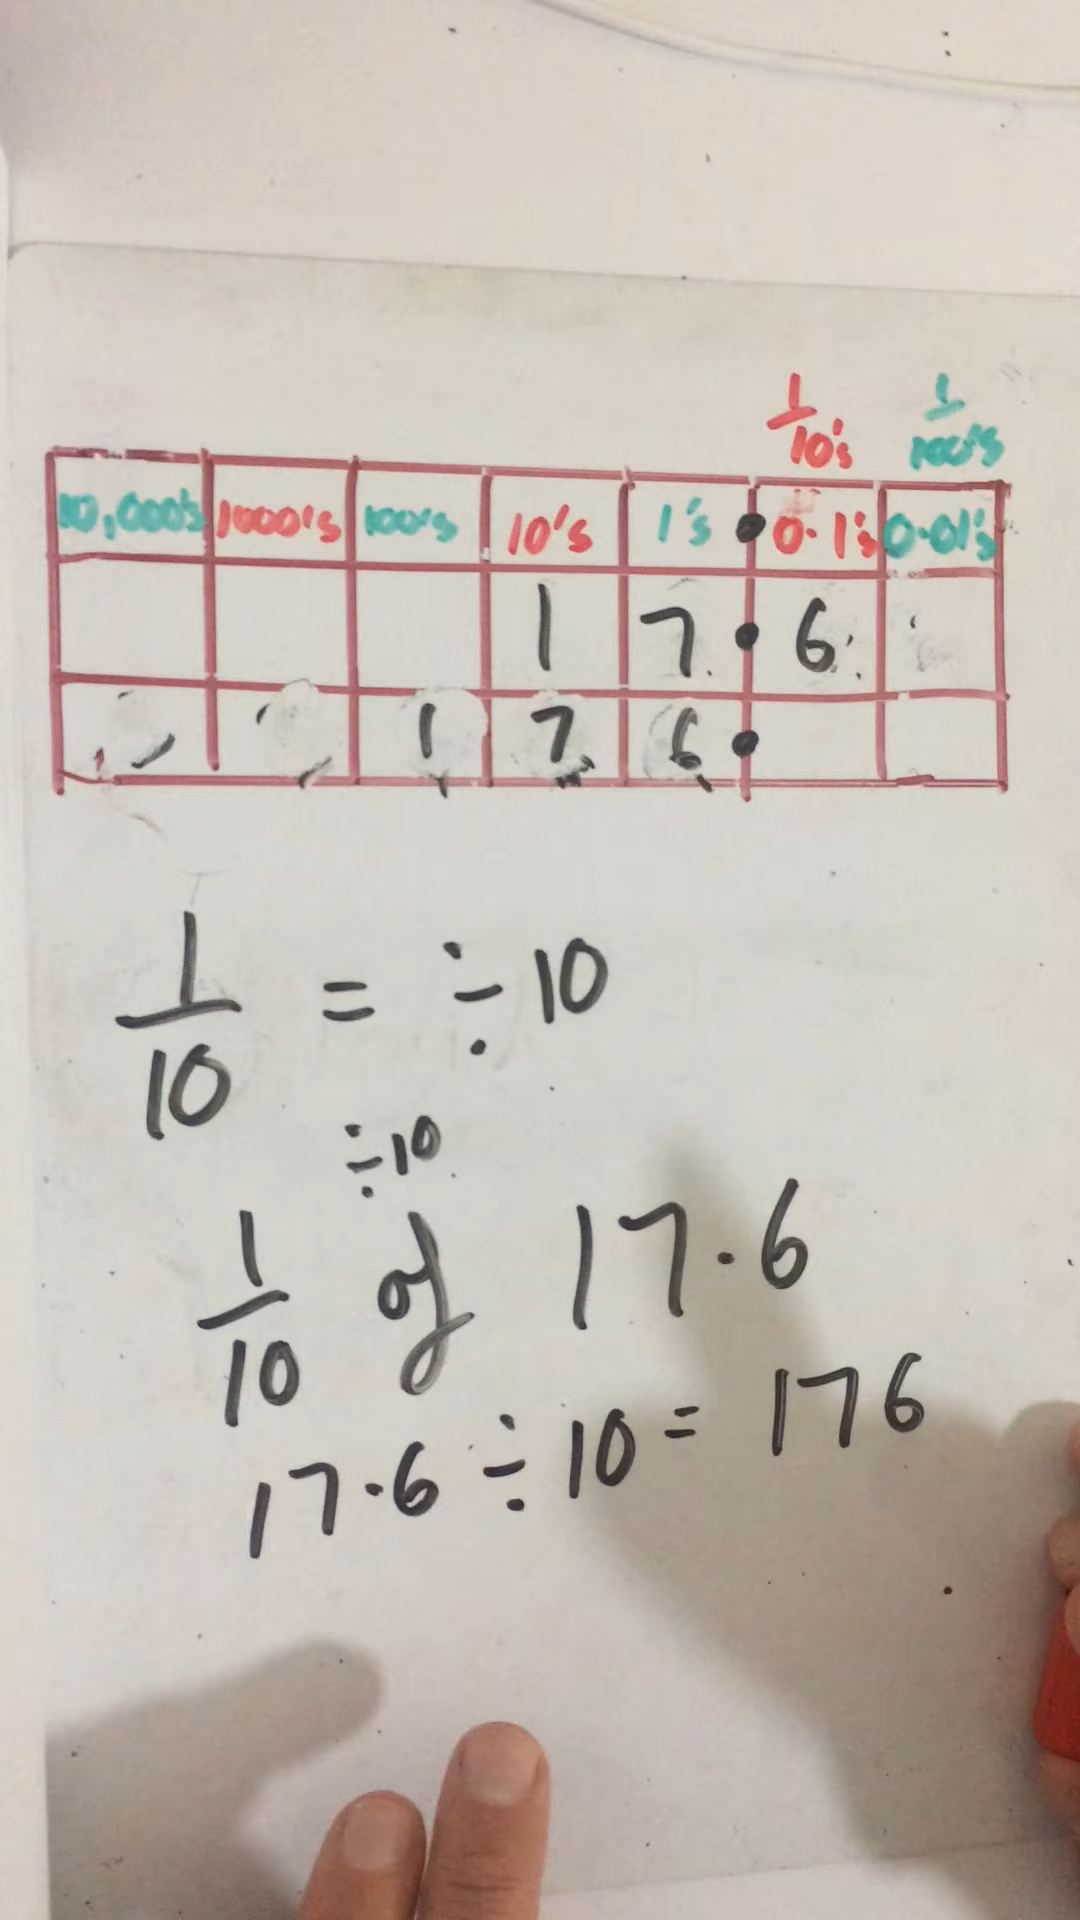 1/10's 1/100's
10,000's 1000's 100's 10's 1's • 0.1's 0.01's
1 7 • 6
1 7 6 •
1/10 = ÷ 10
÷10
1/10 of 17.6
17.6 ÷ 10 = 176